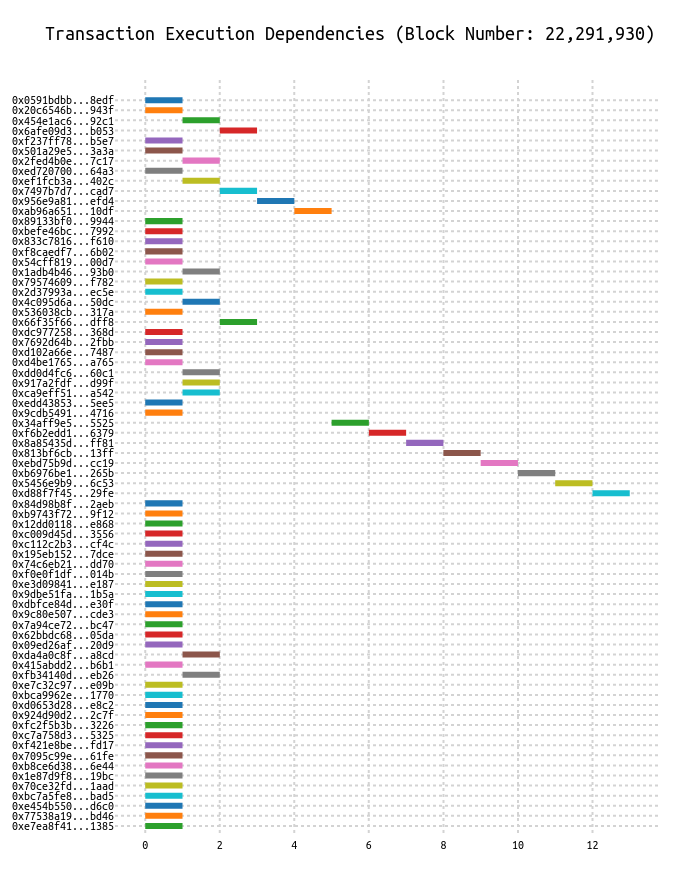 Transaction Execution Dependencies (Block Number: 22,291,930)
0x0591bdbb...8edf
0x20c6546b...943f
0x454e1ac6...92c1
0x6afe09d3...b053
0xf237ff78...b5e7
0x501a29e5...3a3a
0x2fed4b0e...7c17
0xed720700...64a3
0xef1fcb3a...402c
0x7497b7d7...cad7
0x956e9a81...efd4
0xab96a651...10df
0x89133bf0...9944
0xbefe46bc...7992
0x833c7816...f610
0xf8caedf7...6b02
0x54cff819...00d7
0x1adb4b46...93b0
0x79574609...f782
0x2d37993a...ec5e
0x4c095d6a...50dc
0x536038cb...317a
0x66f35f66...dff8
0xdc977258...368d
0x7692d64b...2fbb
0xd102a66e...7487
0xd4be1765...a765
0xdd0d4fc6...60c1
0x917a2fdf...d99f
0xca9eff51...a542
0xedd43853...5ee5
0x9cdb5491...4716
0x34aff9e5...5525
0xf6b2edd1...6379
0x8a85435d...ff81
0x813bf6cb...13ff
0xebd75b9d...cc19
0xb6976be1...265b
0x5456e9b9...6c53
0xd88f7f45...29fe
0x84d98b8f...2aeb
0xb9743f72...9f12
0x12dd0118...e868
0xc009d45d...3556
0xc112c2b3...cf4c
0x195eb152...7dce
0x74c6eb21...dd70
0xf0e0f1df...014b
0xe3d09841...e187
0x9dbe51fa...1b5a
0xdbfce84d...e30f
0x9c80e507...cde3
0x7a94ce72...bc47
0x62bbdc68...05da
0x09ed26af...20d9
0xda4a0c8f...a8cd
0x415abdd2...b6b1
0xfb34140d...eb26
0xe7c32c97...e09b
0xbca9962e...1770
0xd0653d28...e8c2
0x924d90d2...2c7f
0xfc2f5b3b...3226
0xc7a758d3...5325
0xf421e8be...fd17
0x7095c99e...61fe
0xb8ce6d38...6e44
0x1e87d9f8...19bc
0x70ce32fd...1aad
0xbc7a5fe8...bad5
0xe454b550...d6c0
0x77538a19...bd46
0xe7ea8f41...1385
0 2 4 6 8 10 12